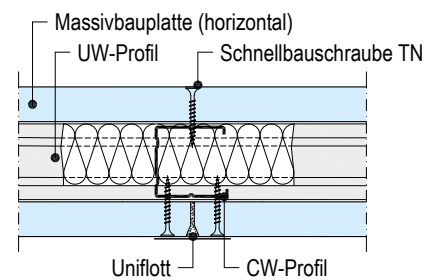 Massivbauplatte (horizontal)
UW-Profil
Schnellbauschraube TN
Uniflott
CW-Profil